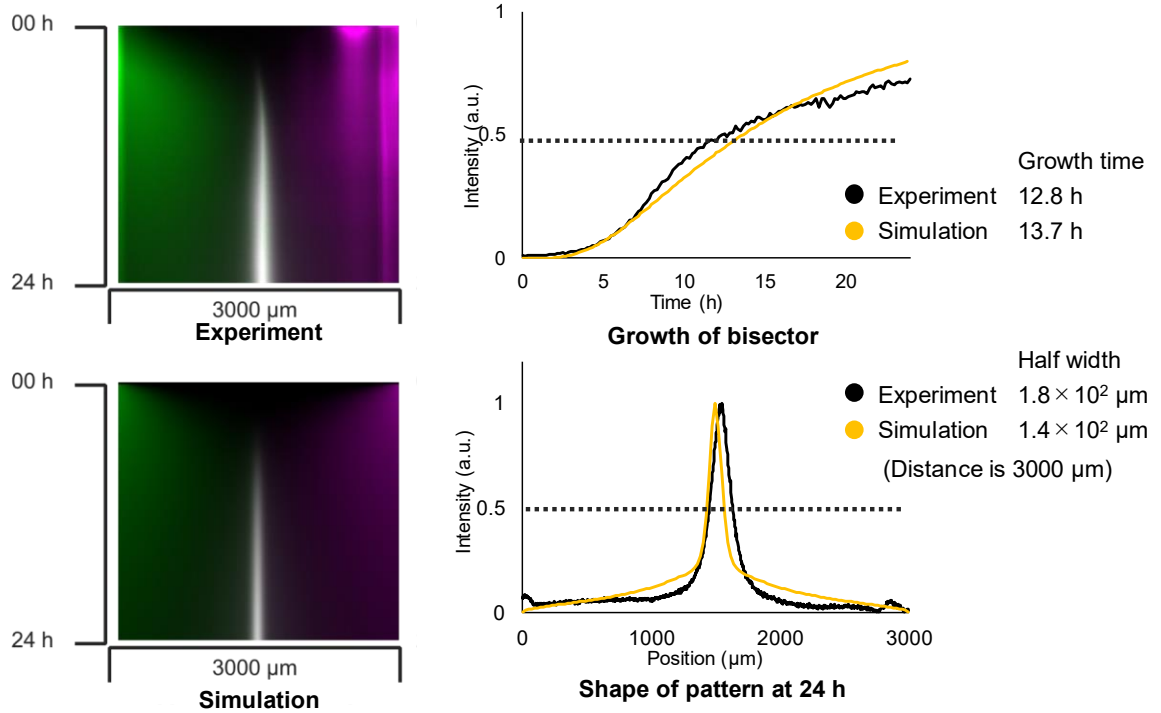 00 h
24 h
3000 μm
Experiment
1
0.5
0
Intensity (a.u.)
0 5 10 15 20
Time (h)
Growth of bisector
Growth time
Experiment 12.8 h
Simulation 13.7 h
00 h
24 h
3000 μm
Simulation
1
0.5
0
Intensity (a.u.)
0 1000 2000 3000
Position (μm)
Shape of pattern at 24 h
Half width
Experiment 1.8×10² μm
Simulation 1.4×10² μm
(Distance is 3000 μm)